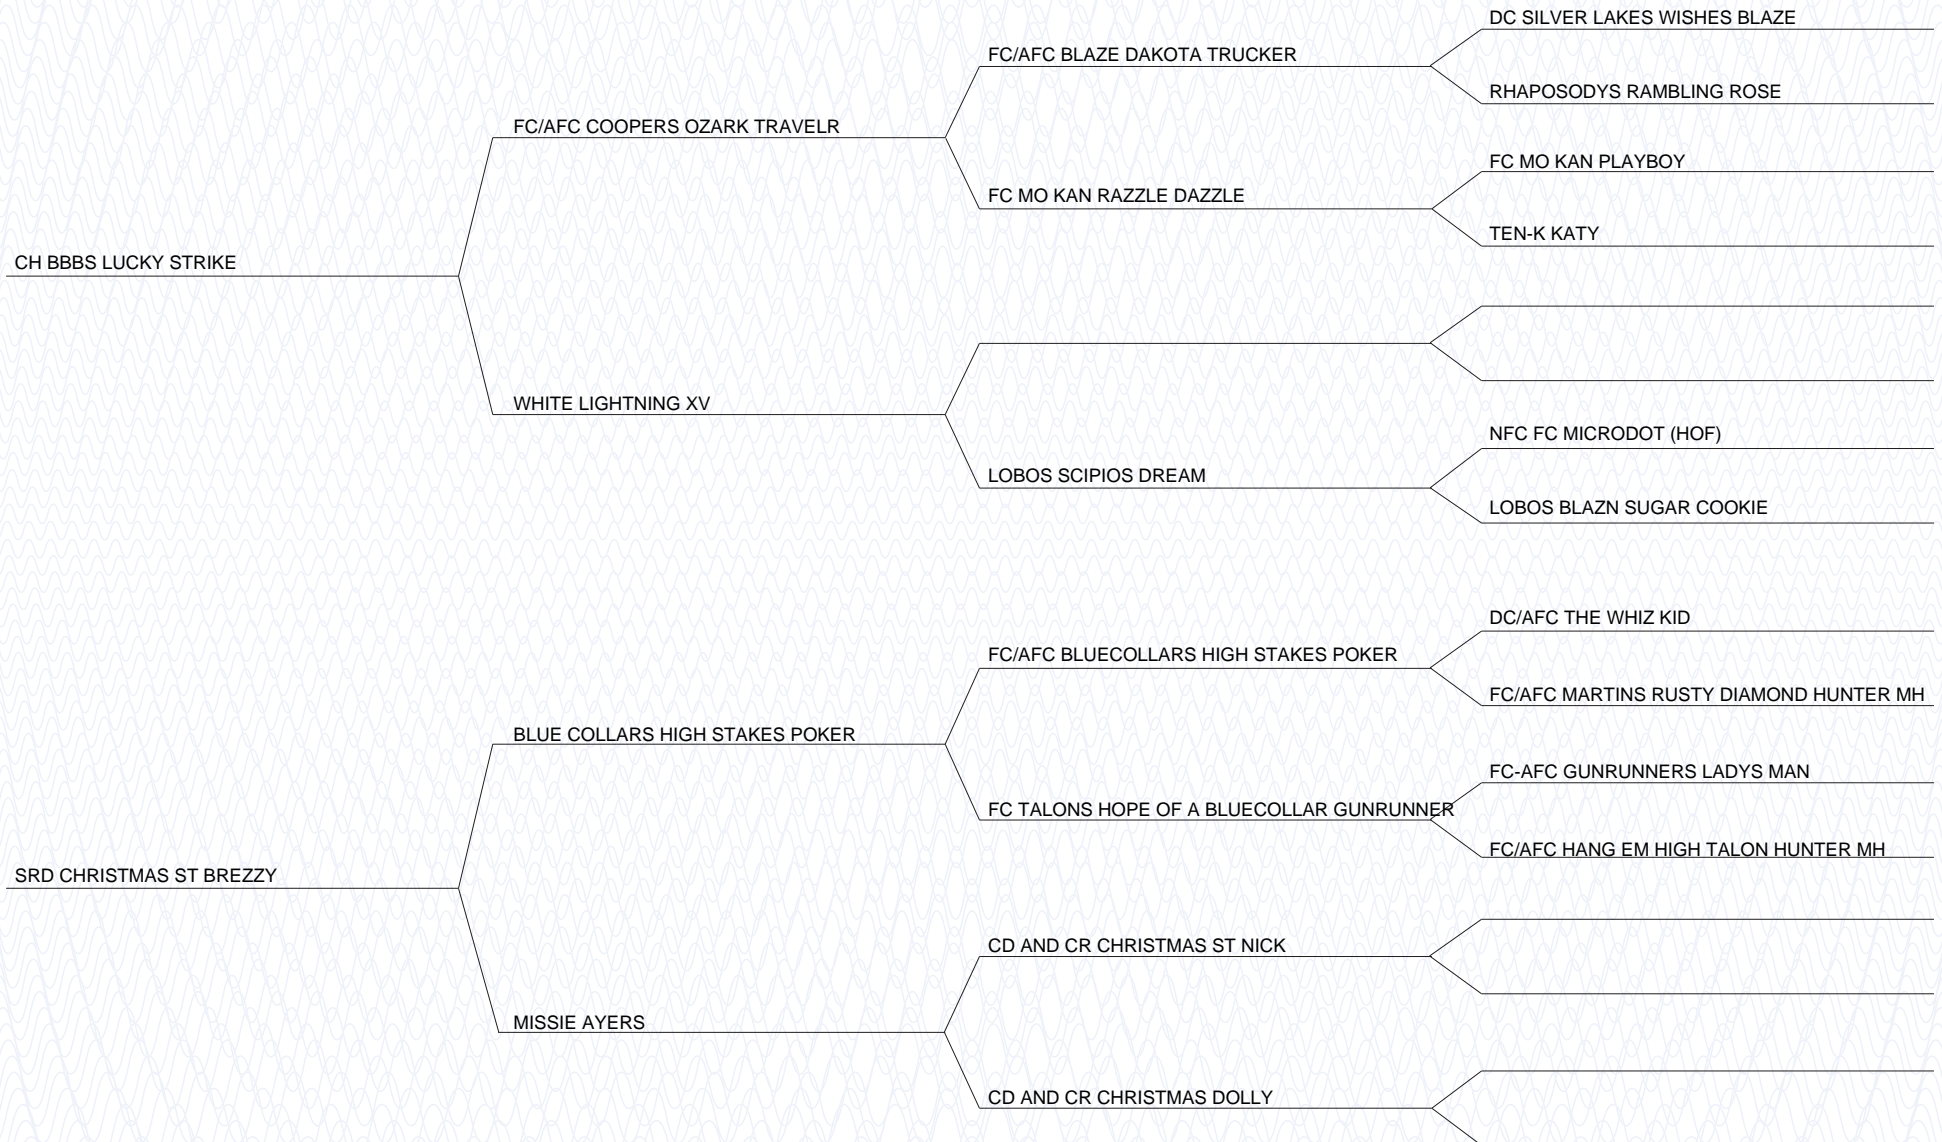 DC SILVER LAKES WISHES BLAZE
FC/AFC BLAZE DAKOTA TRUCKER
RHAPOSODYS RAMBLING ROSE
FC/AFC COOPERS OZARK TRAVELR
FC MO KAN PLAYBOY
FC MO KAN RAZZLE DAZZLE
TEN-K KATY
CH BBBS LUCKY STRIKE
WHITE LIGHTNING XV
NFC FC MICRODOT (HOF)
LOBOS SCIPIOS DREAM
LOBOS BLAZN SUGAR COOKIE
DC/AFC THE WHIZ KID
FC/AFC BLUECOLLARS HIGH STAKES POKER
FC/AFC MARTINS RUSTY DIAMOND HUNTER MH
BLUE COLLARS HIGH STAKES POKER
FC-AFC GUNRUNNERS LADYS MAN
FC TALONS HOPE OF A BLUECOLLAR GUNRUNNER
FC/AFC HANG EM HIGH TALON HUNTER MH
SRD CHRISTMAS ST BREZZY
CD AND CR CHRISTMAS ST NICK
MISSIE AYERS
CD AND CR CHRISTMAS DOLLY